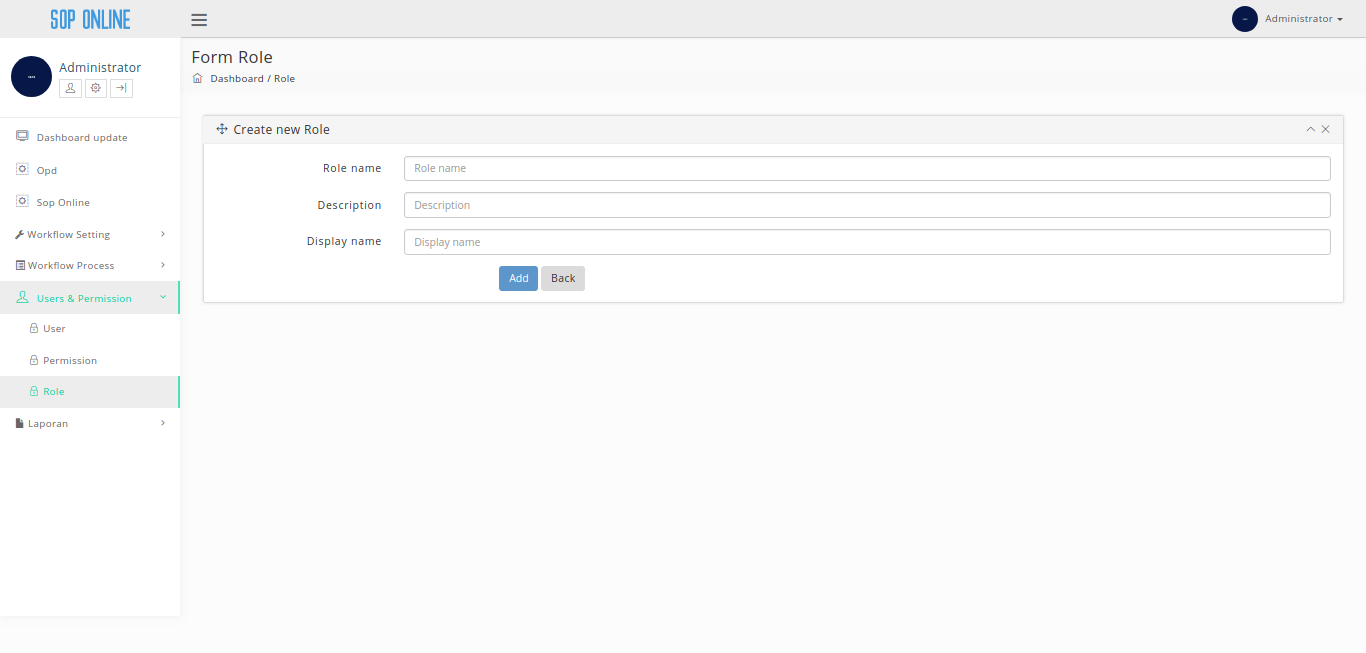 SOP ONLINE
Administrator
Administrator
Form Role
Dashboard / Role
Dashboard update
Opd
Sop Online
Workflow Setting
Workflow Process
Users & Permission
User
Permission
Role
Laporan
Create new Role
Role name Role name
Description Description
Display name Display name
Add Back